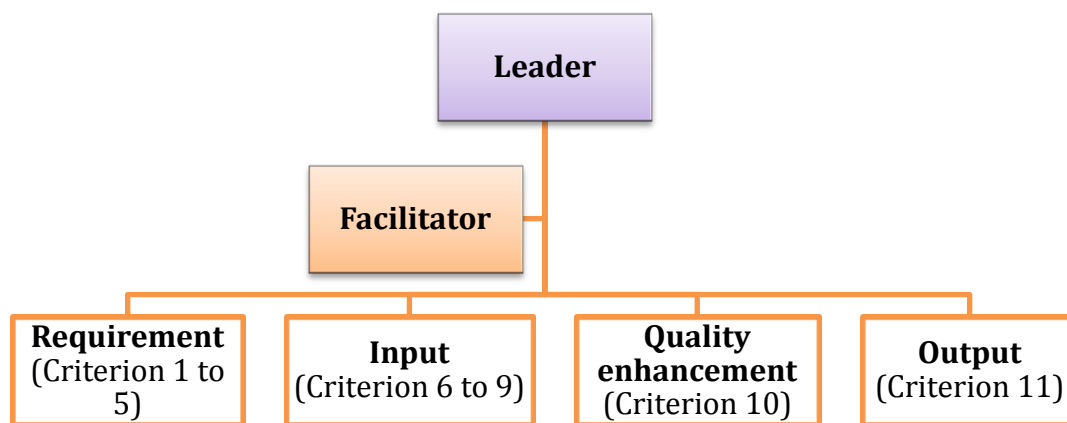 Leader
Facilitator
Requirement
(Criterion 1 to
5)
Input
(Criterion 6 to 9)
Quality
enhancement
(Criterion 10)
Output
(Criterion 11)